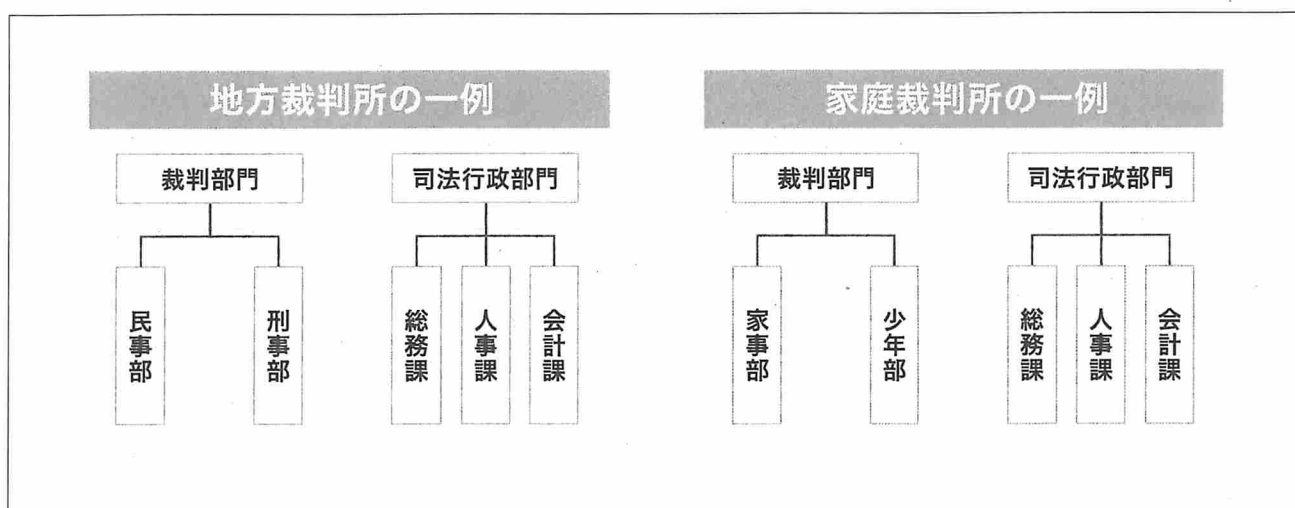 地方裁判所の一例
裁判部門
司法行政部門
民事部
刑事部
総務課
人事課
会計課
家庭裁判所の一例
裁判部門
司法行政部門
家事部
少年部
総務課
人事課
会計課